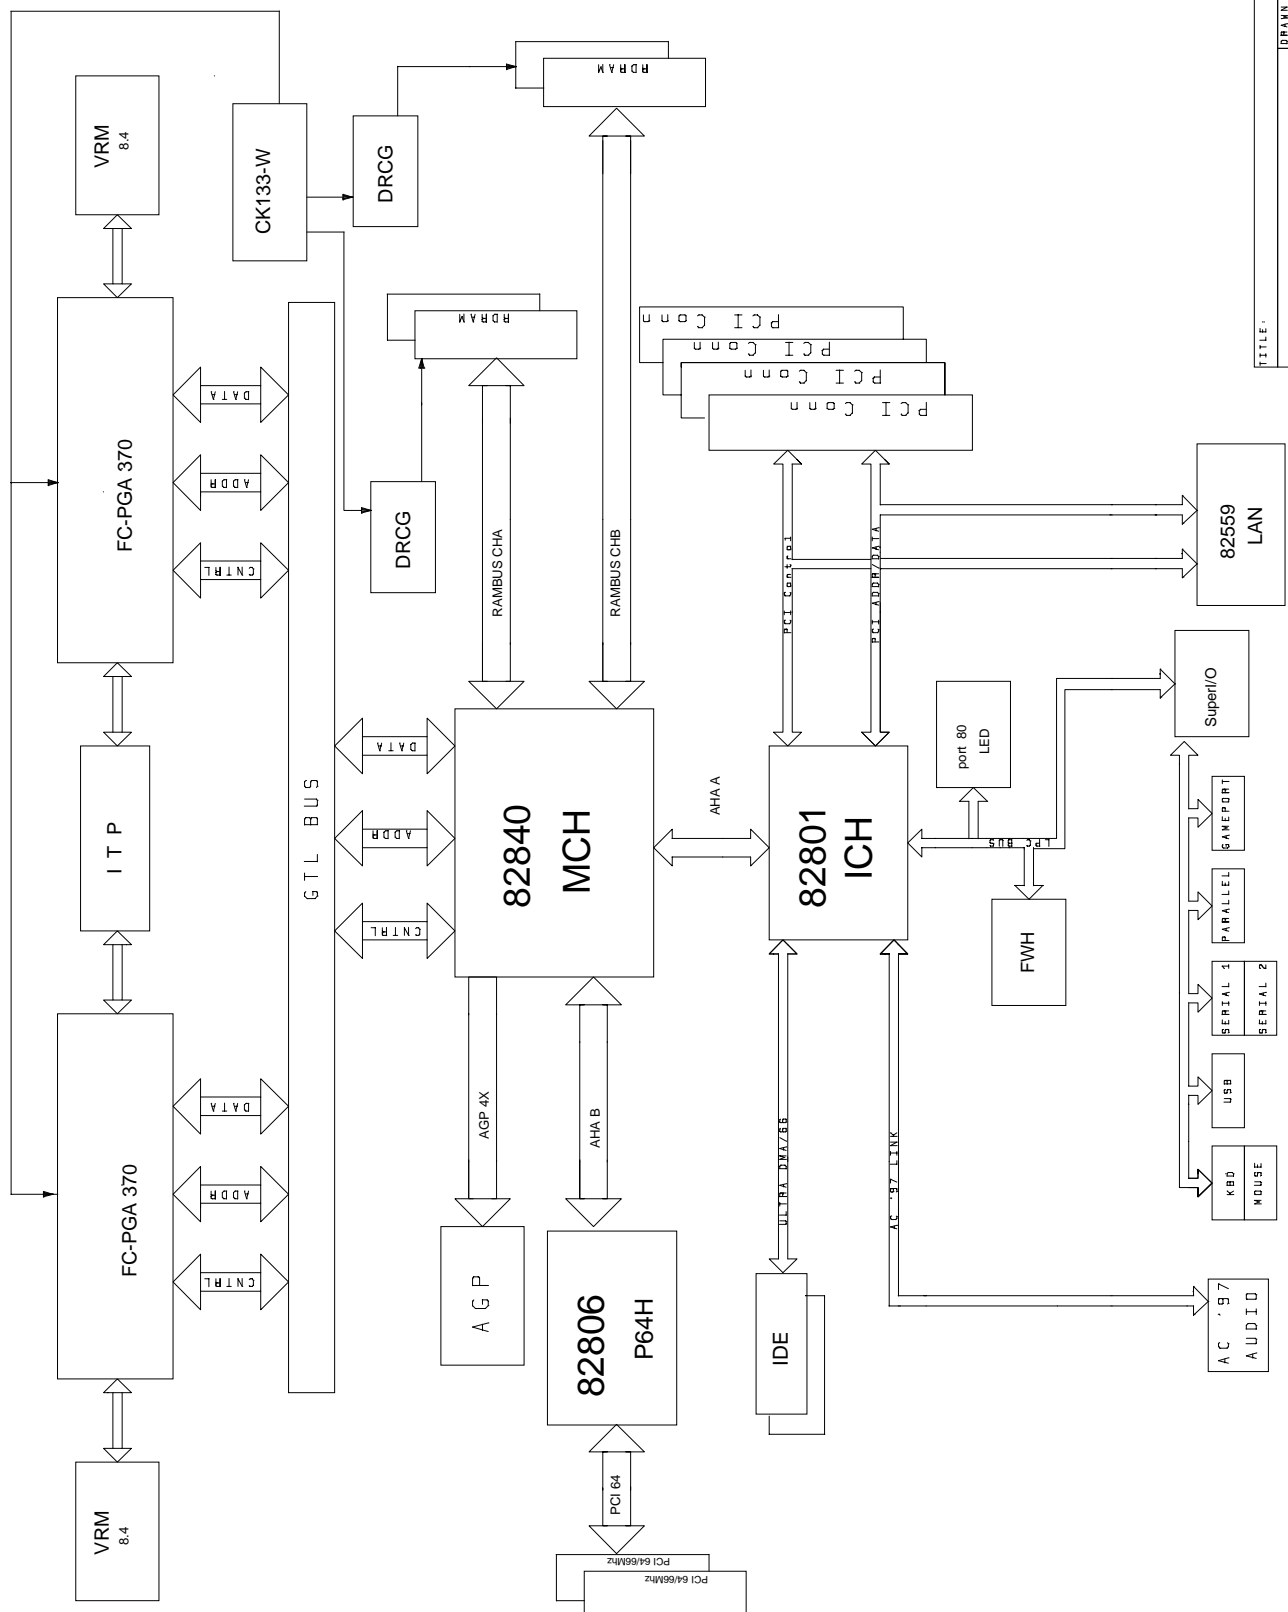 VRM
8.4
FC-PGA 370
I T P
FC-PGA 370
VRM
8.4
CNTRL
ADDR
DATA
CNTRL
ADDR
DATA
CK133-W
GTL BUS
DRCG
DRCG
RDRAM
RDRAM
CNTRL
ADDR
DATA
AGP
AGP 4X
82840
MCH
RAMBUS CHA
RAMBUS CHB
82806
P64H
AHA B
PCI 64
PCI 64/66Mhz
PCI 64/66Mhz
AHA A
PCI Conn
PCI Conn
PCI Conn
PCI Conn
IDE
ULTRA DMA/66
82801
ICH
PCI Control
PCI ADDR/DATA
AC '97 LINK
LPC BUS
port 80
LED
FWH
SuperI/O
82559
LAN
AC '97
AUDIO
KBD
MOUSE
USB
SERIAL 1
SERIAL 2
PARALLEL
GAMEPORT
TITLE:
DRAWN